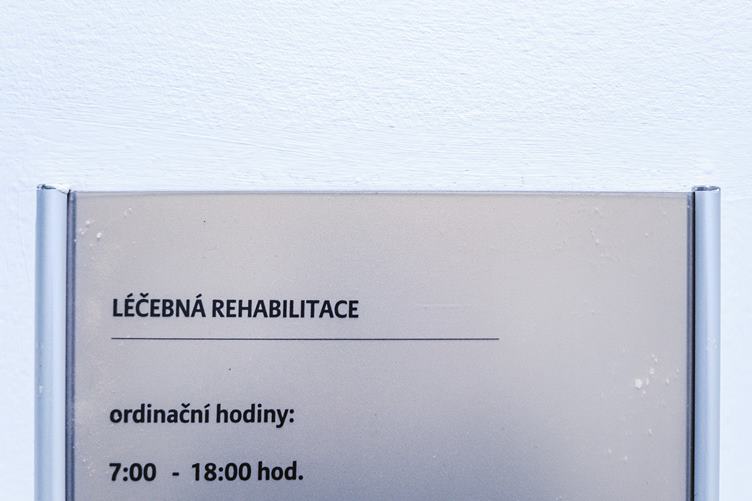 LÉČEBNÁ REHABILITACE
ordinační hodiny:
7:00 - 18:00 hod.